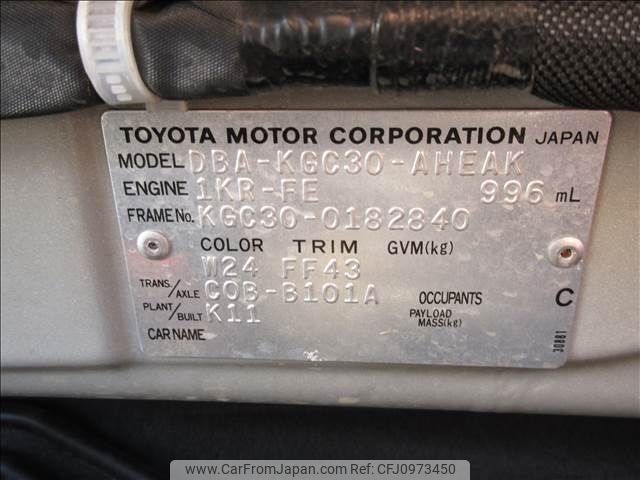 TOYOTA MOTOR CORPORATION JAPAN
MODEL DBA-KGC30-AHEAK
ENGINE 1KR-FE 996 mL
FRAME No. KGC30-0182840
COLOR TRIM GVM(kg)
W24 FF43
TRANS./AXLE C0B-B101A OCCUPANTS C
PLANT/BUILT K11 PAYLOAD MASS(kg)
CAR NAME
30881
www.CarFromJapan.com | © CarFromJapan - CFJ0973450